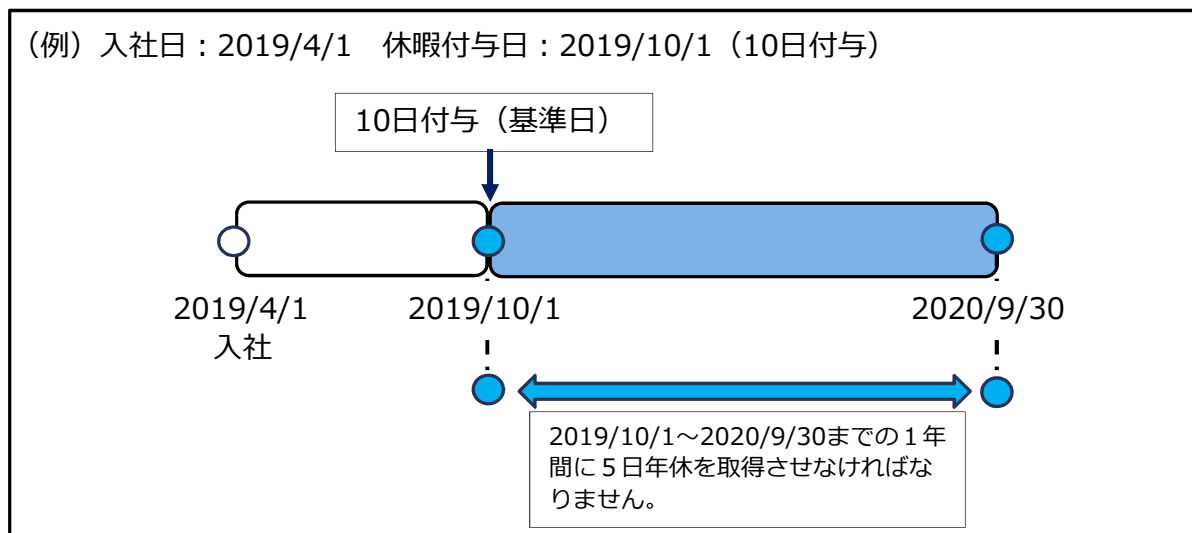 （例）入社日：2019/4/1　休暇付与日：2019/10/1（10日付与）
10日付与（基準日）
2019/4/1
入社
2019/10/1
2020/9/30
2019/10/1～2020/9/30までの１年
間に５日年休を取得させなければな
りません。